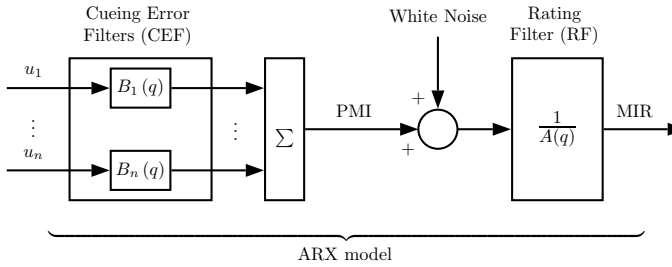 Cueing Error
Filters (CEF)
White Noise
Rating
Filter (RF)
u₁
B₁ (q)
⋮
⋮
uₙ
Bₙ (q)
Σ
PMI
+
+
1
A(q)
MIR
ARX model